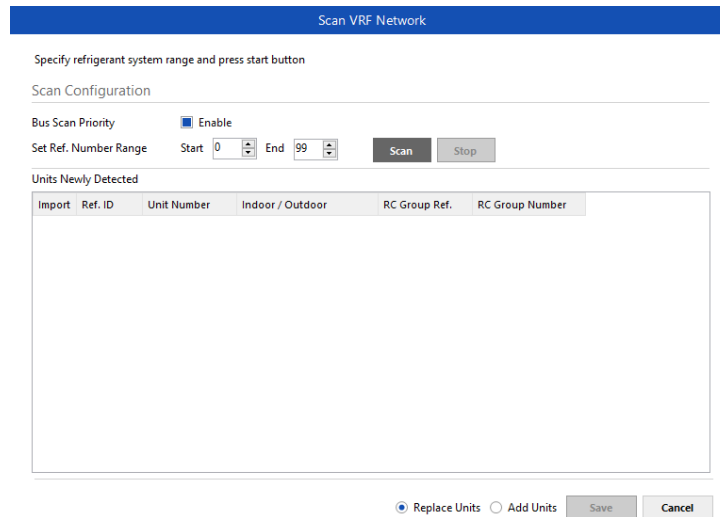 Scan VRF Network
Specify refrigerant system range and press start button
Scan Configuration
Bus Scan Priority Enable
Set Ref. Number Range Start 0 End 99 Scan Stop
Units Newly Detected
Import Ref. ID Unit Number Indoor / Outdoor RC Group Ref. RC Group Number
Replace Units Add Units Save Cancel